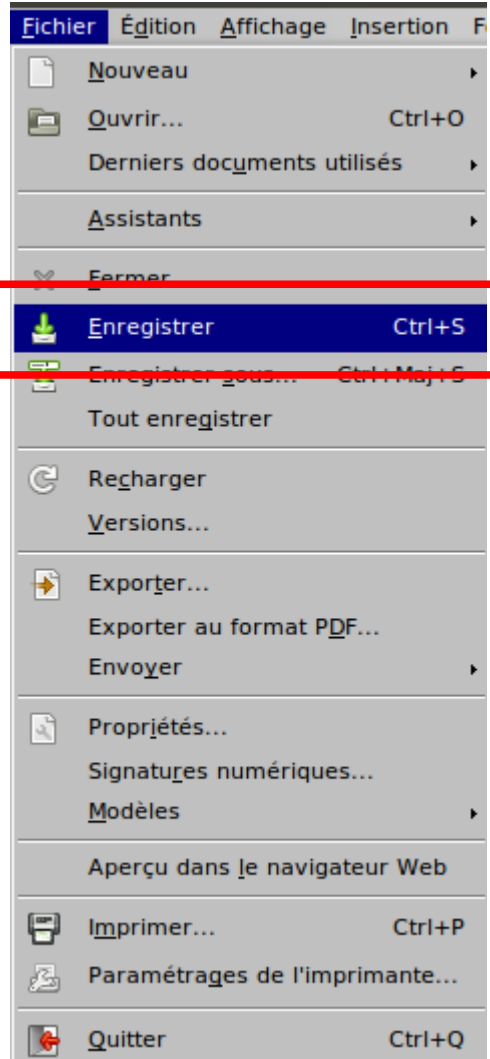 Fichier Édition Affichage Insertion
Nouveau
Ouvrir... Ctrl+O
Derniers documents utilisés
Assistants
Fermer
Enregistrer Ctrl+S
Enregistrer sous... Ctrl+Maj+S
Tout enregistrer
Recharger
Versions...
Exporter...
Exporter au format PDF...
Envoyer
Propriétés...
Signatures numériques...
Modèles
Aperçu dans le navigateur Web
Imprimer... Ctrl+P
Paramétrages de l'imprimante...
Quitter Ctrl+Q